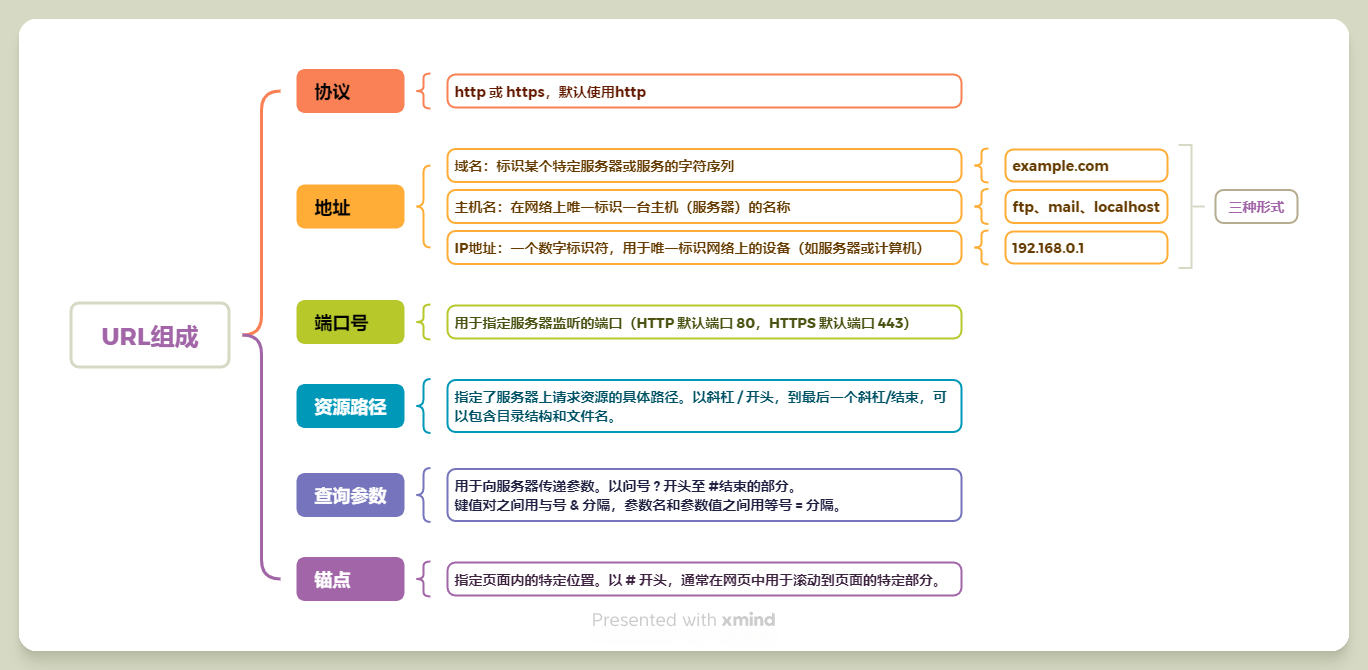 URL组成
协议
http 或 https，默认使用http
地址
域名：标识某个特定服务器或服务的字符序列
example.com
主机名：在网络上唯一标识一台主机（服务器）的名称
ftp、mail、localhost
IP地址：一个数字标识符，用于唯一标识网络上的设备（如服务器或计算机）
192.168.0.1
三种形式
端口号
用于指定服务器监听的端口（HTTP 默认端口 80，HTTPS 默认端口 443）
资源路径
指定了服务器上请求资源的具体路径。以斜杠 / 开头，到最后一个斜杠/结束，可
以包含目录结构和文件名。
查询参数
用于向服务器传递参数。以问号 ? 开头至 #结束的部分。
键值对之间用与号 & 分隔，参数名和参数值之间用等号 = 分隔。
锚点
指定页面内的特定位置。以 # 开头，通常在网页中用于滚动到页面的特定部分。
Presented with xmind